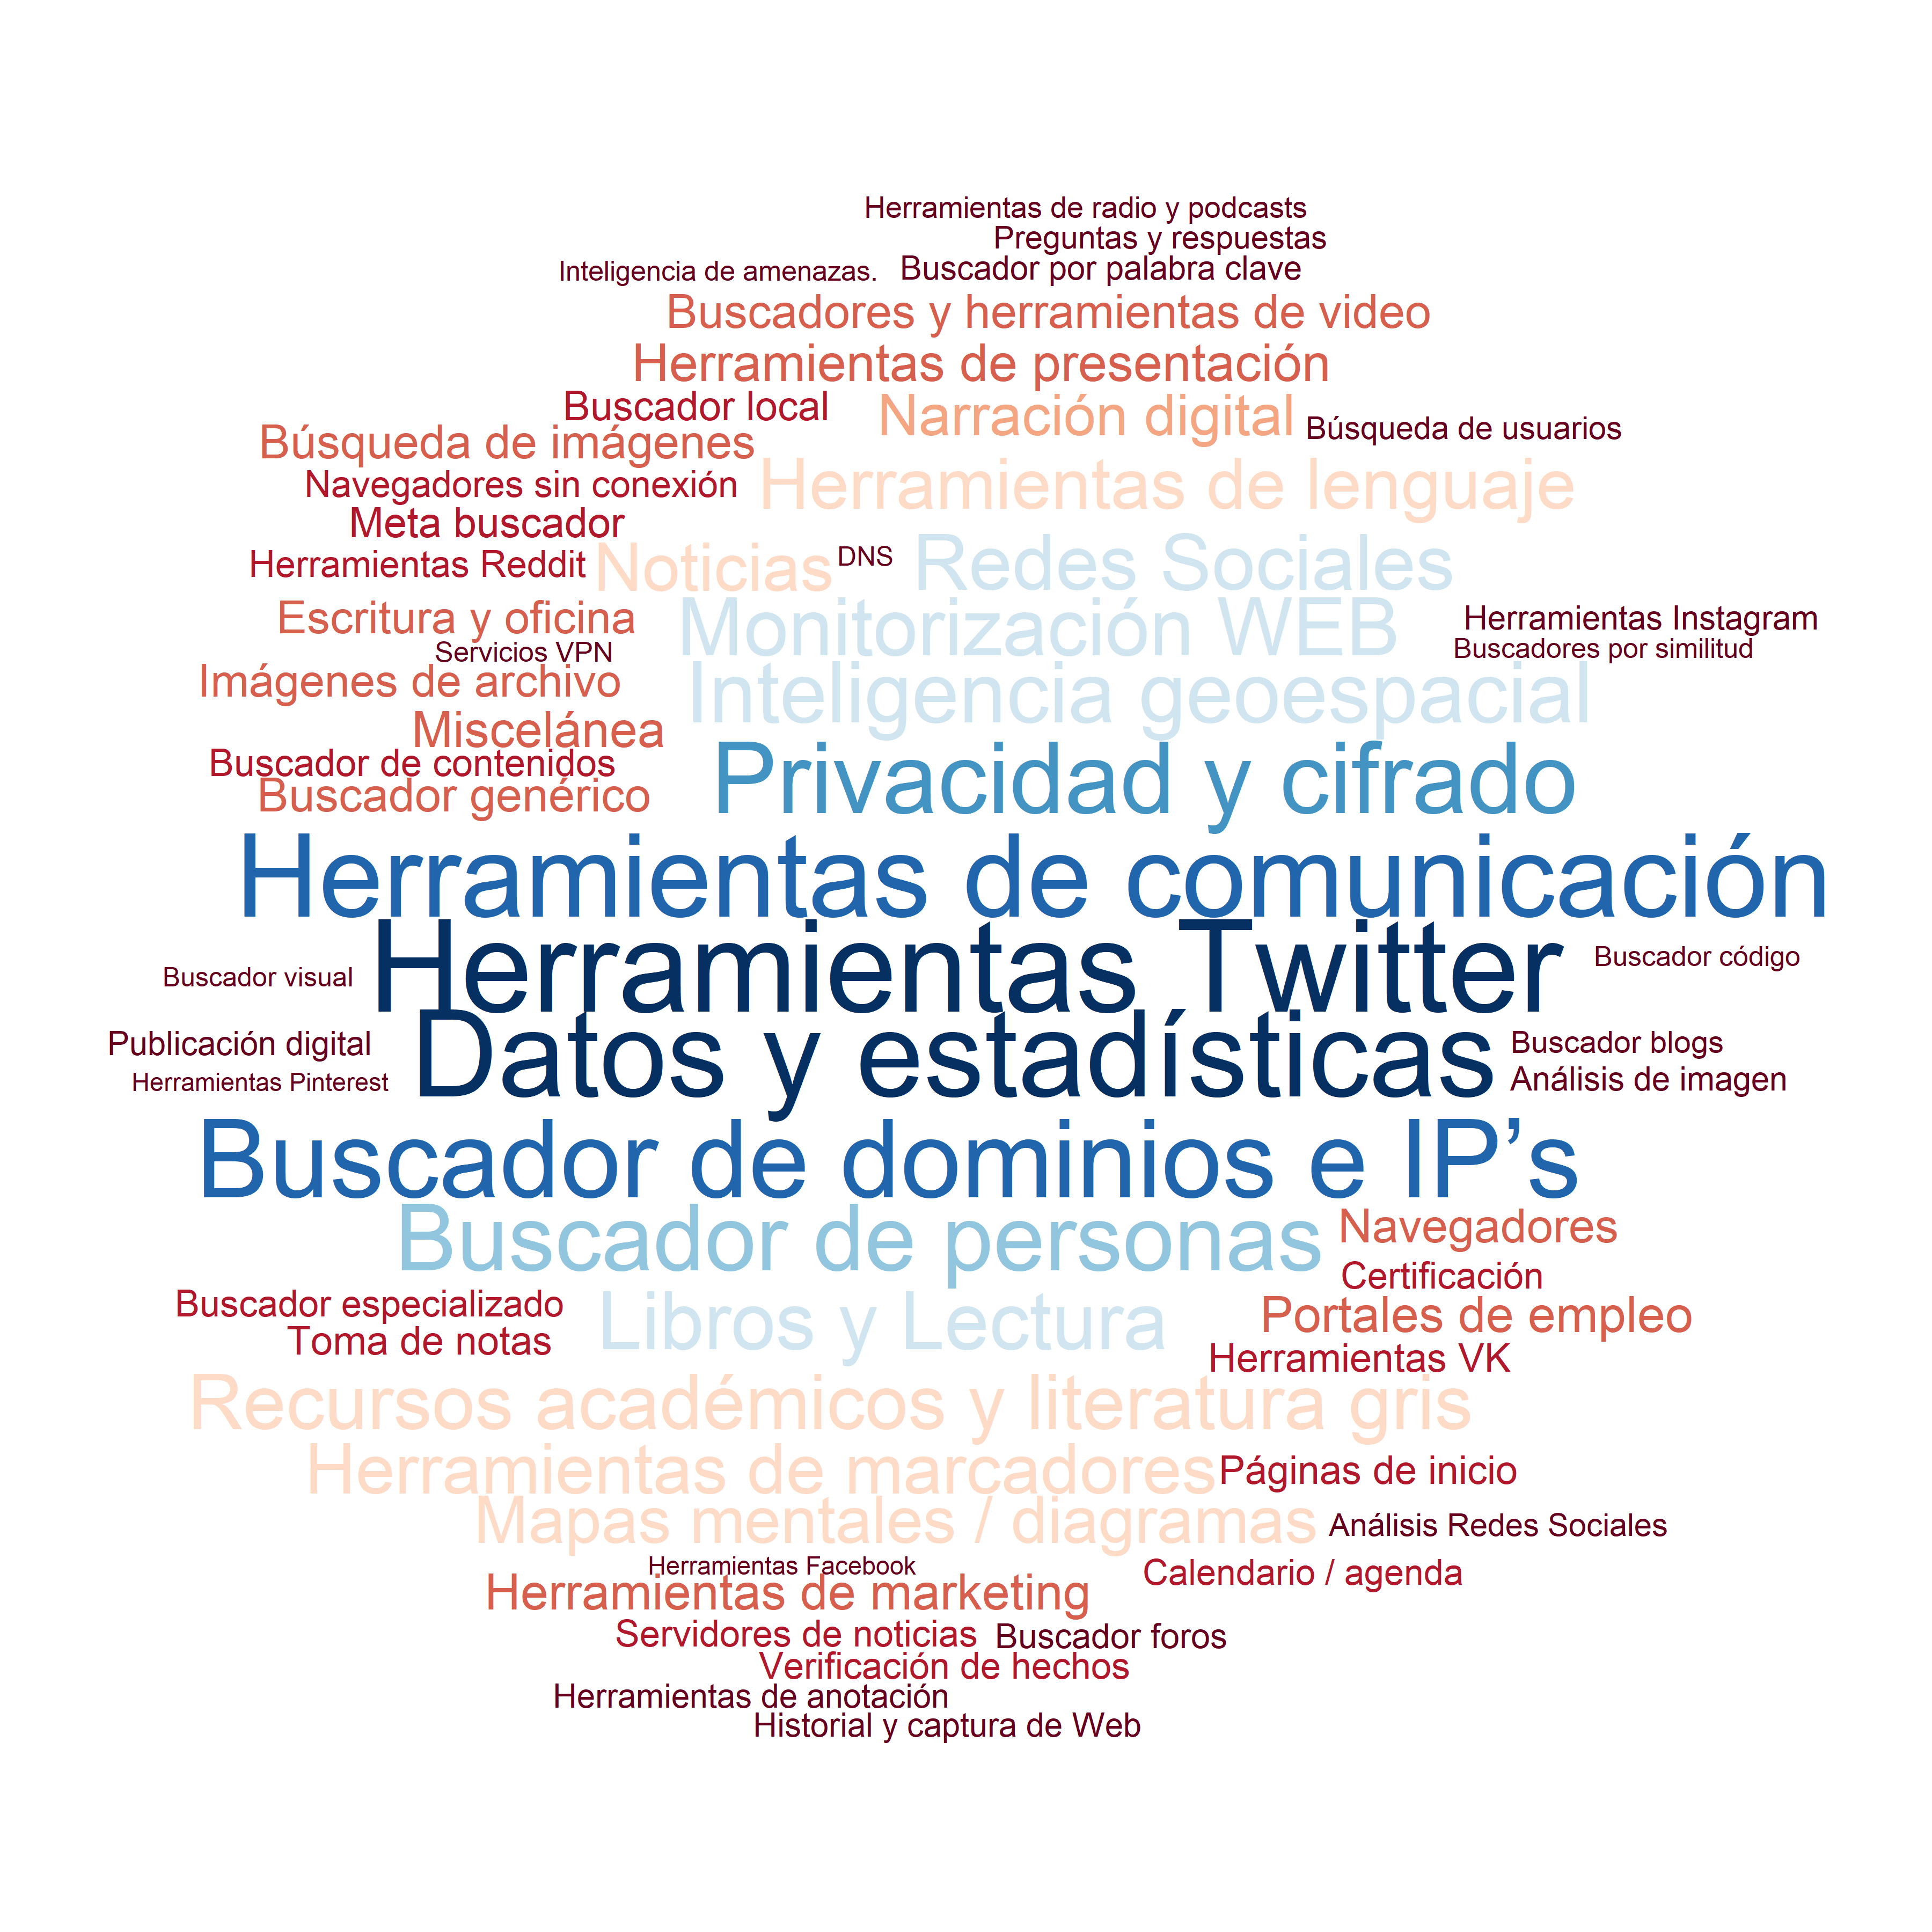 Herramientas de radio y podcasts
Preguntas y respuestas
Inteligencia de amenazas.
Buscador por palabra clave
Buscadores y herramientas de video
Herramientas de presentación
Buscador local
Narración digital
Búsqueda de usuarios
Búsqueda de imágenes
Navegadores sin conexión
Herramientas de lenguaje
Meta buscador
Herramientas Reddit
Noticias
DNS
Redes Sociales
Escritura y oficina
Monitorización WEB
Herramientas Instagram
Servicios VPN
Buscadores por similitud
Imágenes de archivo
Inteligencia geoespacial
Miscelánea
Buscador de contenidos
Privacidad y cifrado
Buscador genérico
Herramientas de comunicación
Herramientas Twitter
Buscador código
Buscador visual
Publicación digital
Datos y estadísticas
Buscador blogs
Herramientas Pinterest
Análisis de imagen
Buscador de dominios e IP’s
Buscador de personas
Navegadores
Certificación
Buscador especializado
Libros y Lectura
Portales de empleo
Toma de notas
Herramientas VK
Recursos académicos y literatura gris
Herramientas de marcadores
Páginas de inicio
Mapas mentales / diagramas
Análisis Redes Sociales
Herramientas Facebook
Calendario / agenda
Herramientas de marketing
Servidores de noticias
Buscador foros
Verificación de hechos
Herramientas de anotación
Historial y captura de Web